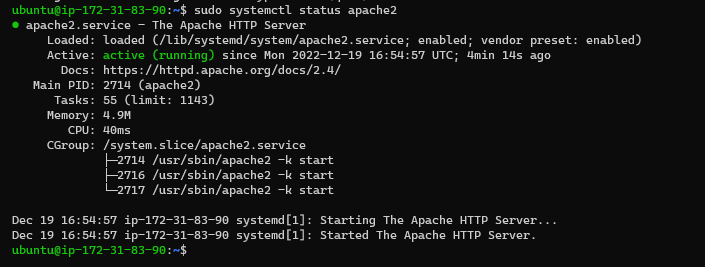 ubuntu@ip-172-31-83-90:~$ sudo systemctl status apache2
● apache2.service - The Apache HTTP Server
     Loaded: loaded (/lib/systemd/system/apache2.service; enabled; vendor preset: enabled)
     Active: active (running) since Mon 2022-12-19 16:54:57 UTC; 4min 14s ago
       Docs: https://httpd.apache.org/docs/2.4/
   Main PID: 2714 (apache2)
      Tasks: 55 (limit: 1143)
     Memory: 4.9M
        CPU: 40ms
     CGroup: /system.slice/apache2.service
             ├─2714 /usr/sbin/apache2 -k start
             ├─2716 /usr/sbin/apache2 -k start
             └─2717 /usr/sbin/apache2 -k start

Dec 19 16:54:57 ip-172-31-83-90 systemd[1]: Starting The Apache HTTP Server...
Dec 19 16:54:57 ip-172-31-83-90 systemd[1]: Started The Apache HTTP Server.
ubuntu@ip-172-31-83-90:~$